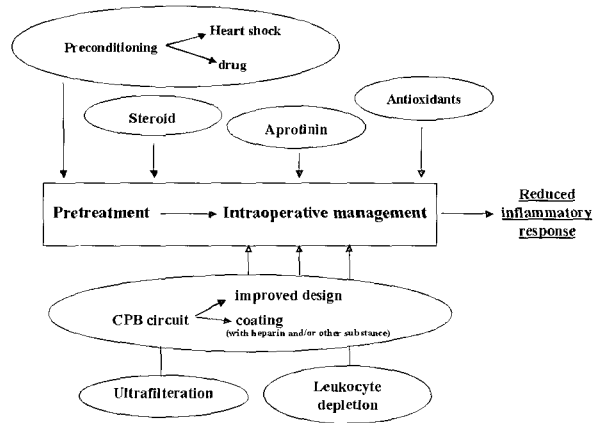 Heart shock
Preconditioning
drug
Antioxidants
Steroid
Aprotinin
Pretreatment
Intraoperative management
Reduced
inflammatory
response
improved design
CPB circuit
coating
(with heparin and/or other substance)
Ultrafilteration
Leukocyte
depletion